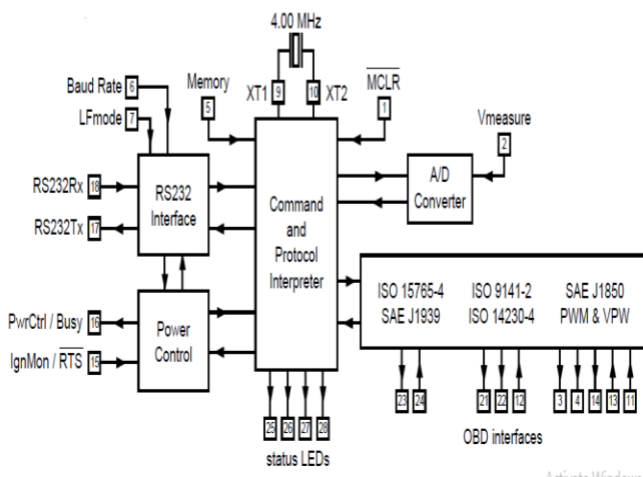 4.00 MHz
Baud Rate 6
LFmode 7
Memory
5
XT1 9
10 XT2
MCLR
1
Vmeasure
2
RS232Rx 18
RS232Tx 17
RS232
Interface
Command
and
Protocol
Interpreter
A/D
Converter
PwrCtrl / Busy 16
IgnMon / RTS 15
Power
Control
ISO 15765-4
SAE J1939
ISO 9141-2
ISO 14230-4
SAE J1850
PWM & VPW
23 24
21 22 12
3 4 14 13 11
OBD interfaces
25 26 27 28
status LEDs